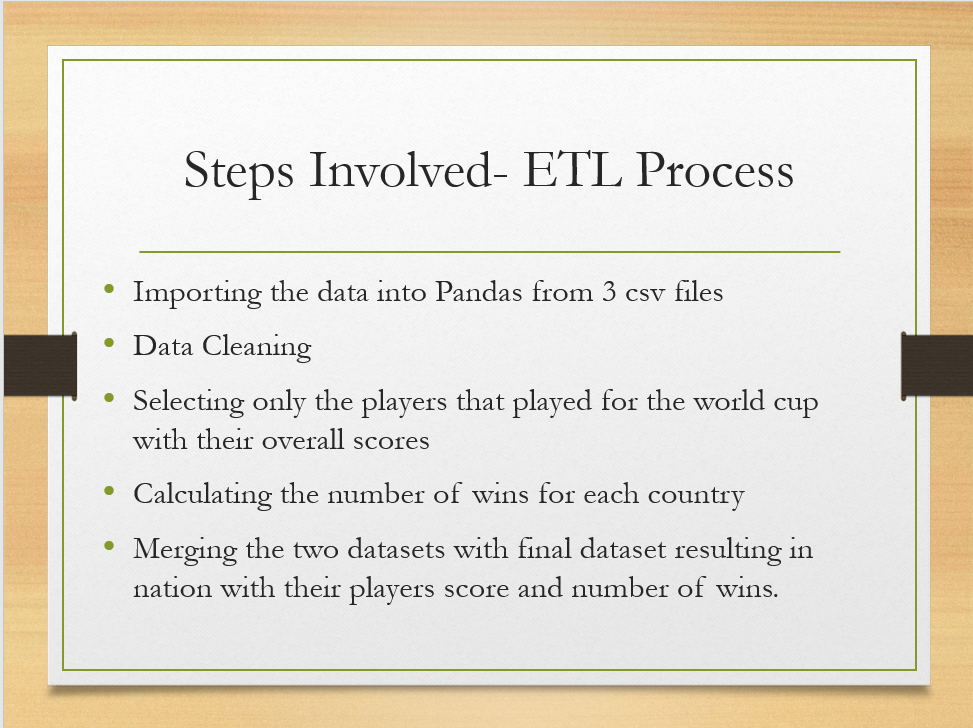 Steps Involved- ETL Process
• Importing the data into Pandas from 3 csv files
• Data Cleaning
• Selecting only the players that played for the world cup
with their overall scores
• Calculating the number of wins for each country
• Merging the two datasets with final dataset resulting in
nation with their players score and number of wins.